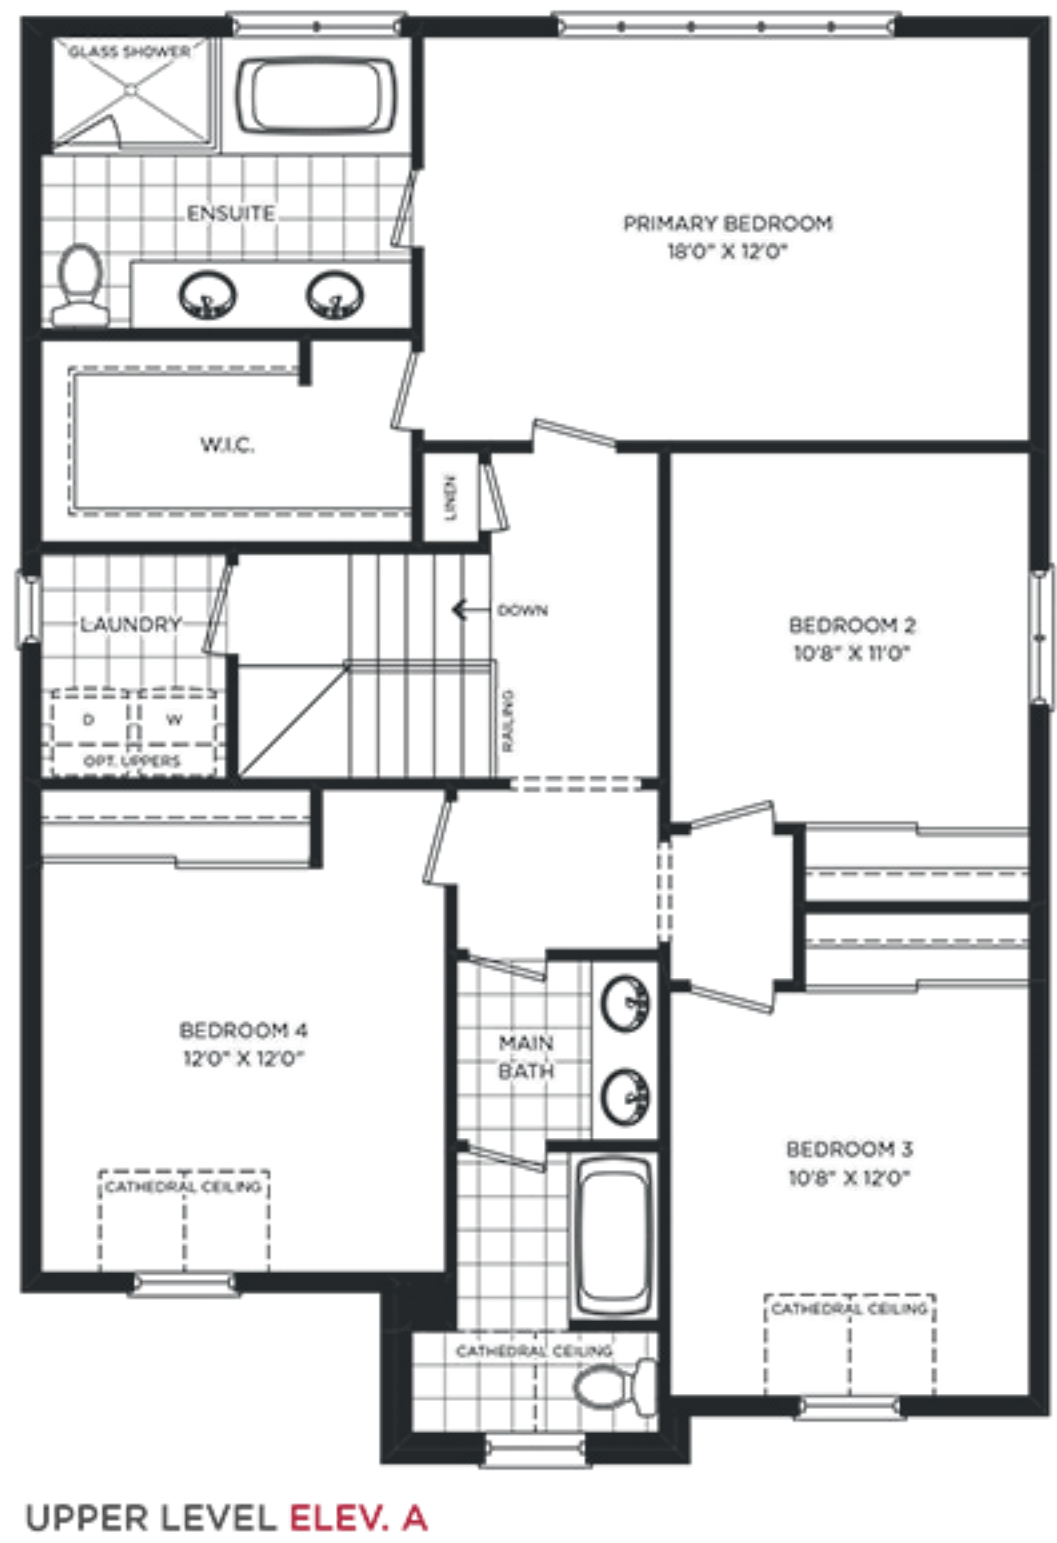 GLASS SHOWER
ENSUITE
PRIMARY BEDROOM
18'0" X 12'0"
W.I.C.
LINEN
LAUNDRY
DOWN
BEDROOM 2
10'8" X 11'0"
RAILING
D
W
OPT. UPPERS
BEDROOM 4
12'0" X 12'0"
MAIN
BATH
BEDROOM 3
10'8" X 12'0"
CATHEDRAL CEILING
CATHEDRAL CEILING
CATHEDRAL CEILING
UPPER LEVEL ELEV. A